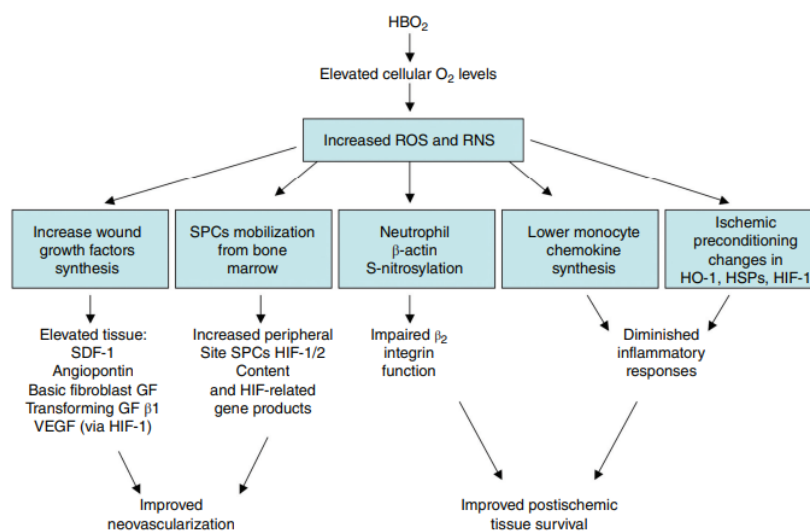 HBO₂
Elevated cellular O₂ levels
Increased ROS and RNS
Increase wound
growth factors
synthesis
SPCs mobilization
from bone
marrow
Neutrophil
β-actin
S-nitrosylation
Lower monocyte
chemokine
synthesis
Ischemic
preconditioning
changes in
HO-1, HSPs, HIF-1
Elevated tissue:
SDF-1
Angiopontin
Basic fibroblast GF
Transforming GF β1
VEGF (via HIF-1)
Increased peripheral
Site SPCs HIF-1/2
Content
and HIF-related
gene products
Impaired β₂
integrin
function
Diminished
inflammatory
responses
Improved
neovascularization
Improved postischemic
tissue survival